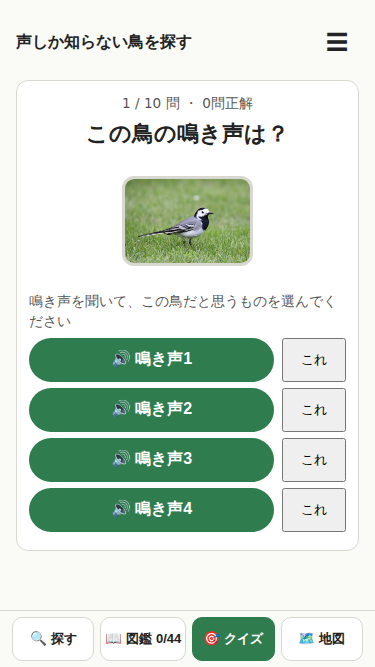 声しか知らない鳥を探す
1 / 10 問 ・ 0問正解
この鳥の鳴き声は？
鳴き声を聞いて、この鳥だと思うものを選んでく
ださい
🔊 鳴き声1 これ
🔊 鳴き声2 これ
🔊 鳴き声3 これ
🔊 鳴き声4 これ
🔍 探す 📖 図鑑 0/44 🎯 クイズ 🗺️ 地図